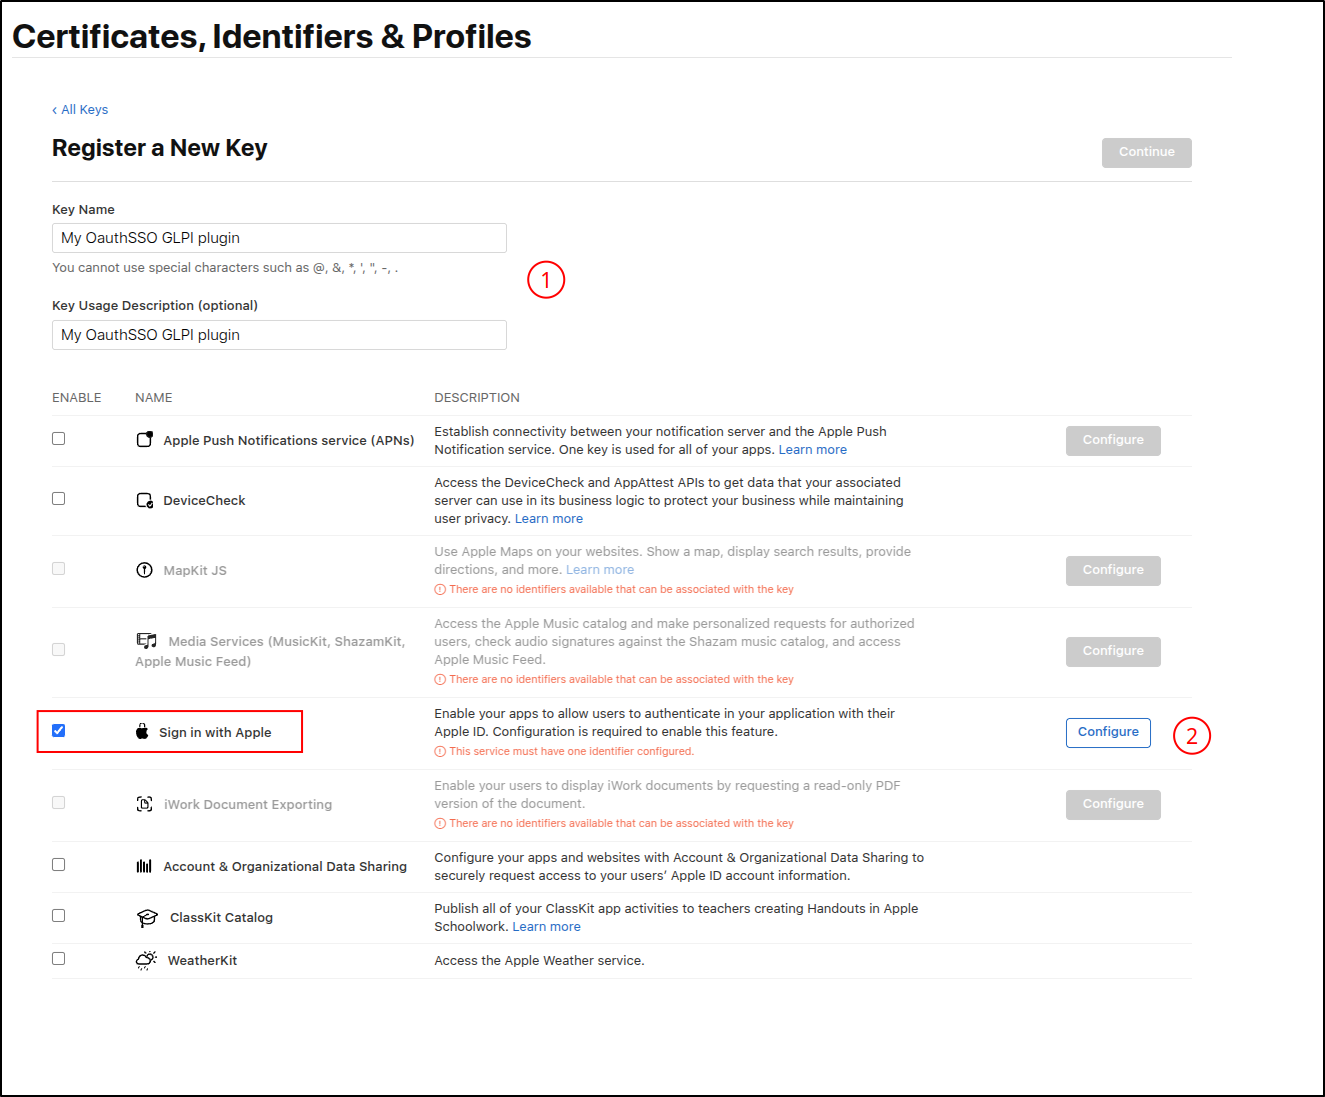 Certificates, Identifiers & Profiles
‹ All Keys
Register a New Key
Continue
Key Name
My OauthSSO GLPI plugin
You cannot use special characters such as @, &, *, ', ", -, .
1
Key Usage Description (optional)
My OauthSSO GLPI plugin
ENABLE NAME DESCRIPTION
Apple Push Notifications service (APNs)
Establish connectivity between your notification server and the Apple Push
Notification service. One key is used for all of your apps. Learn more
Configure
DeviceCheck
Access the DeviceCheck and AppAttest APIs to get data that your associated
server can use in its business logic to protect your business while maintaining
user privacy. Learn more
MapKit JS
Use Apple Maps on your websites. Show a map, display search results, provide
directions, and more. Learn more
There are no identifiers available that can be associated with the key
Configure
Media Services (MusicKit, ShazamKit,
Apple Music Feed)
Access the Apple Music catalog and make personalized requests for authorized
users, check audio signatures against the Shazam music catalog, and access
Apple Music Feed.
There are no identifiers available that can be associated with the key
Configure
Sign in with Apple
Enable your apps to allow users to authenticate in your application with their
Apple ID. Configuration is required to enable this feature.
This service must have one identifier configured.
Configure
2
iWork Document Exporting
Enable your users to display iWork documents by requesting a read-only PDF
version of the document.
There are no identifiers available that can be associated with the key
Configure
Account & Organizational Data Sharing
Configure your apps and websites with Account & Organizational Data Sharing to
securely request access to your users’ Apple ID account information.
ClassKit Catalog
Publish all of your ClassKit app activities to teachers creating Handouts in Apple
Schoolwork. Learn more
WeatherKit
Access the Apple Weather service.